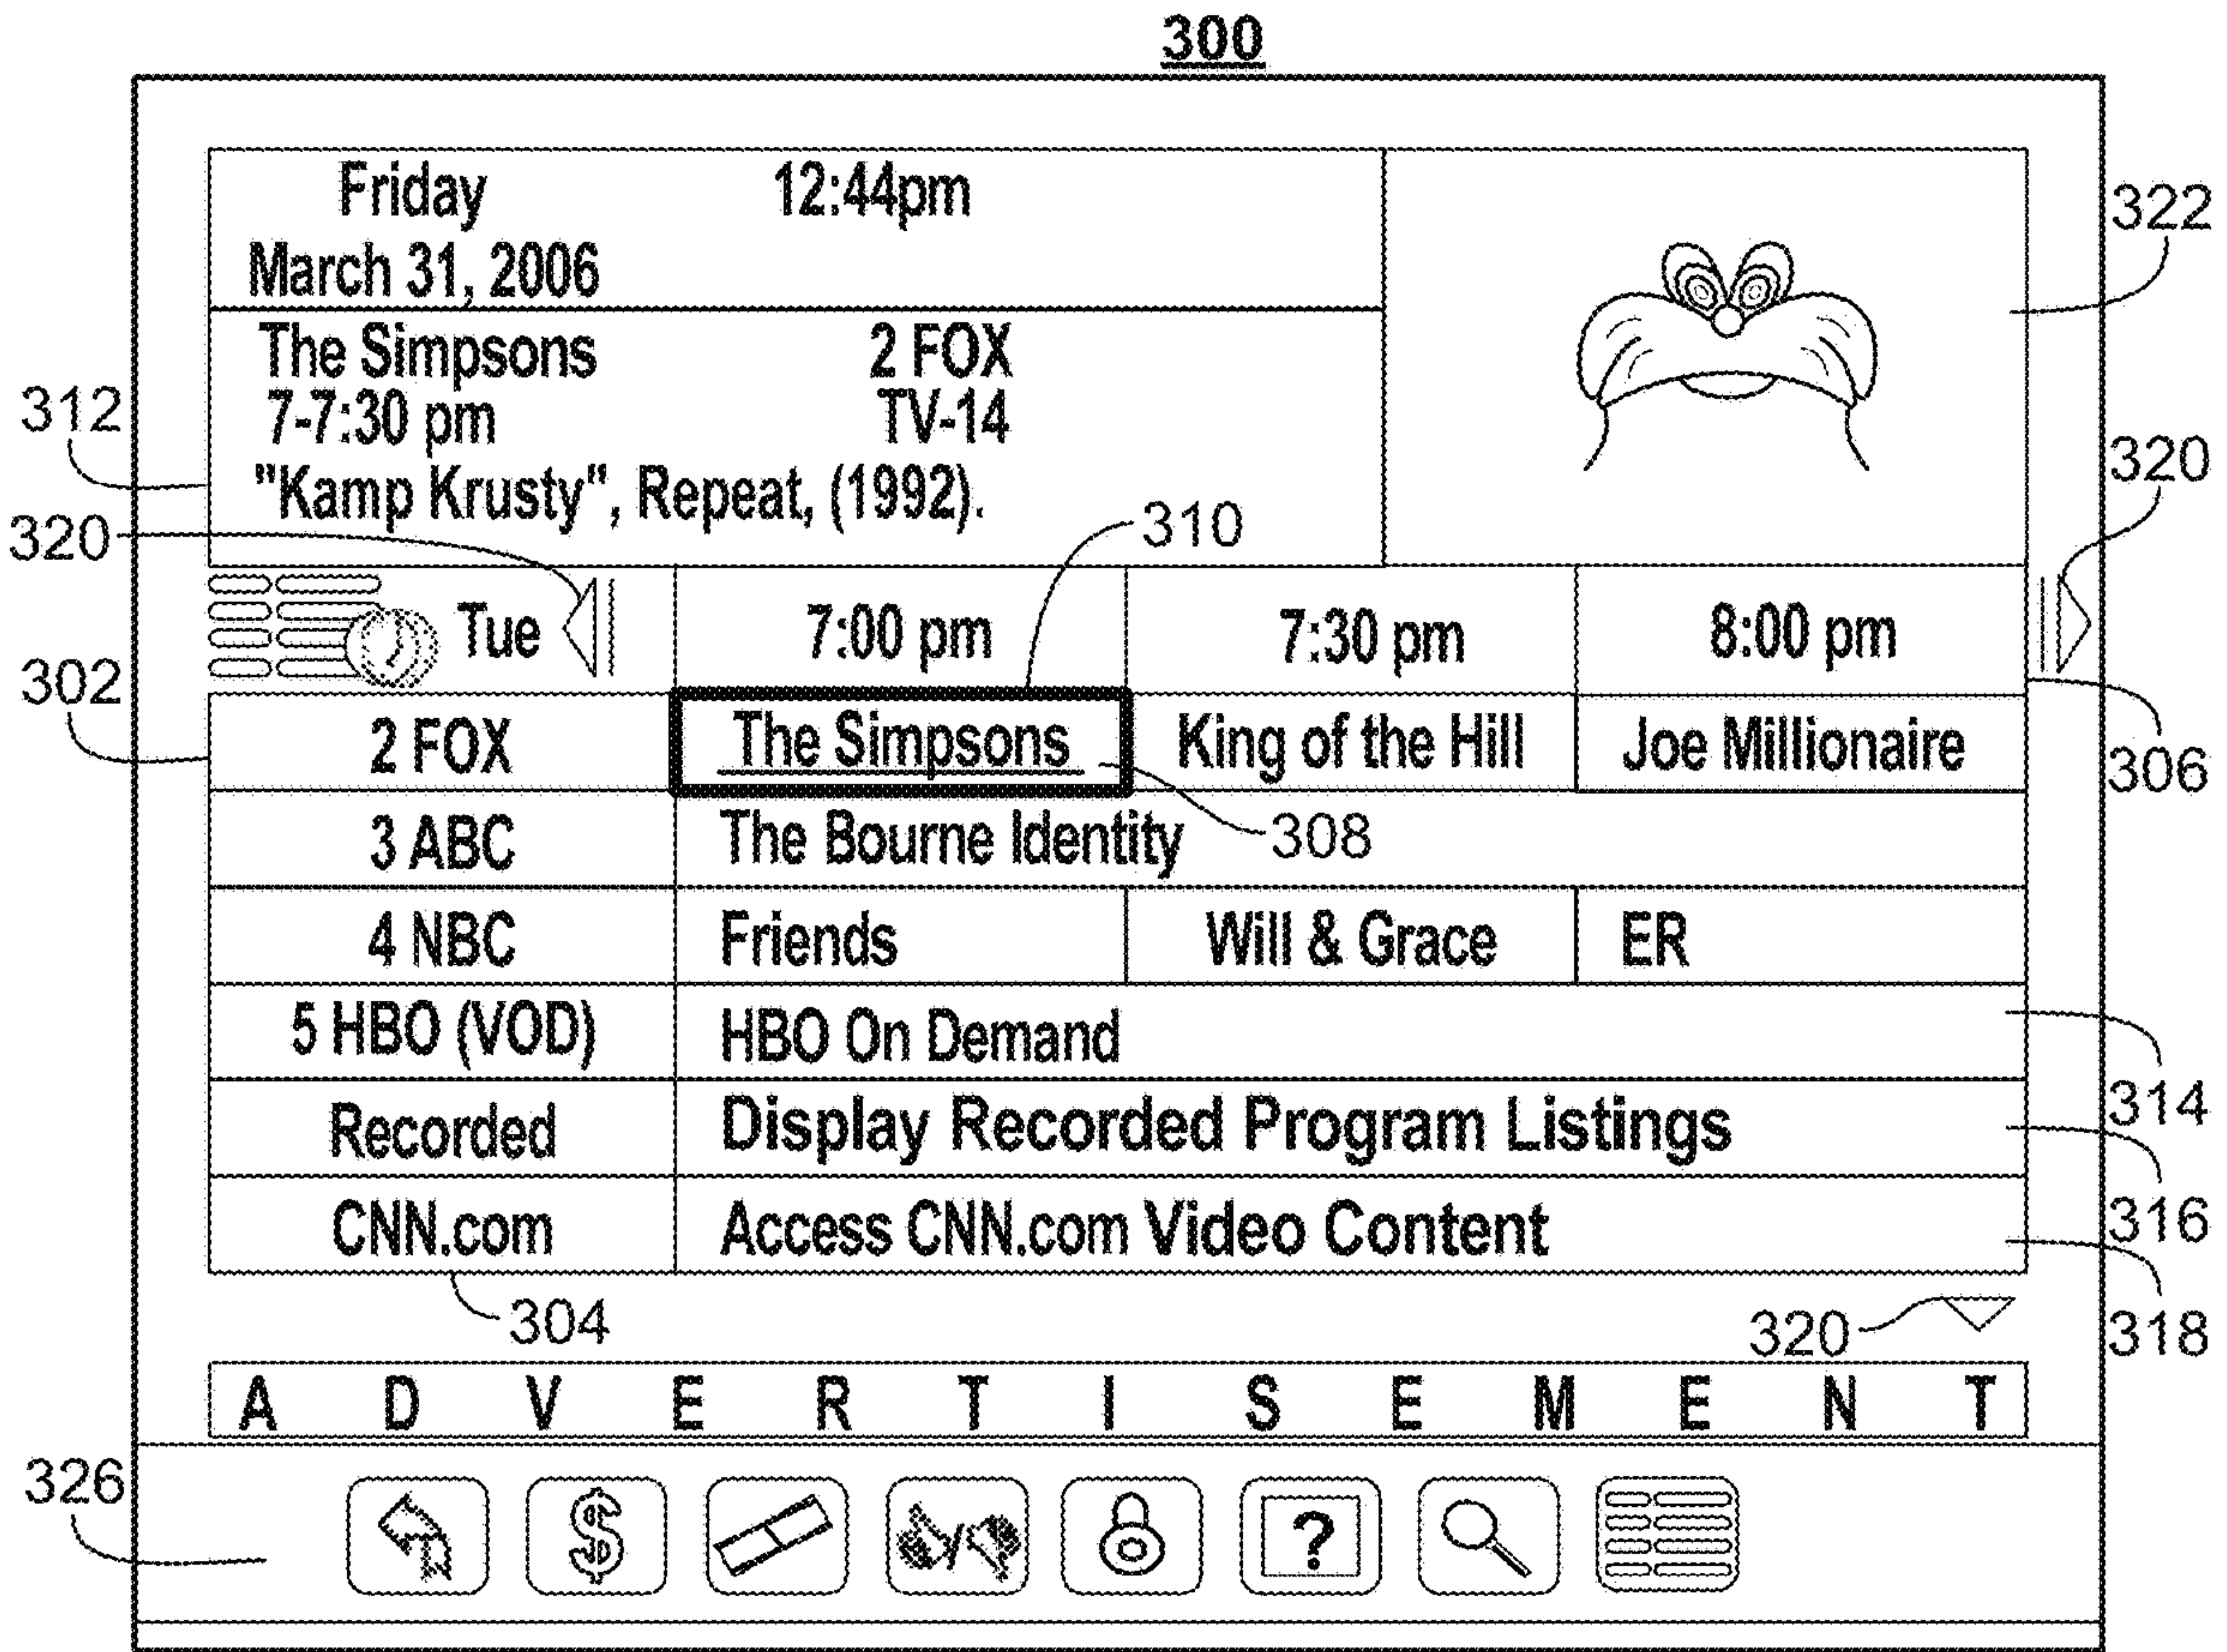 300
Friday 12:44pm
March 31, 2006
322
The Simpsons 2 FOX
312
7-7:30 pm TV-14
320
"Kamp Krusty", Repeat, (1992).
320
310
Tue 7:00 pm 7:30 pm 8:00 pm
302
2 FOX The Simpsons King of the Hill Joe Millionaire
306
3 ABC The Bourne Identity
308
4 NBC Friends Will & Grace ER
5 HBO (VOD) HBO On Demand
314
Recorded Display Recorded Program Listings
316
CNN.com Access CNN.com Video Content
304
320
318
A D V E R T I S E M E N T
326
$ / ?